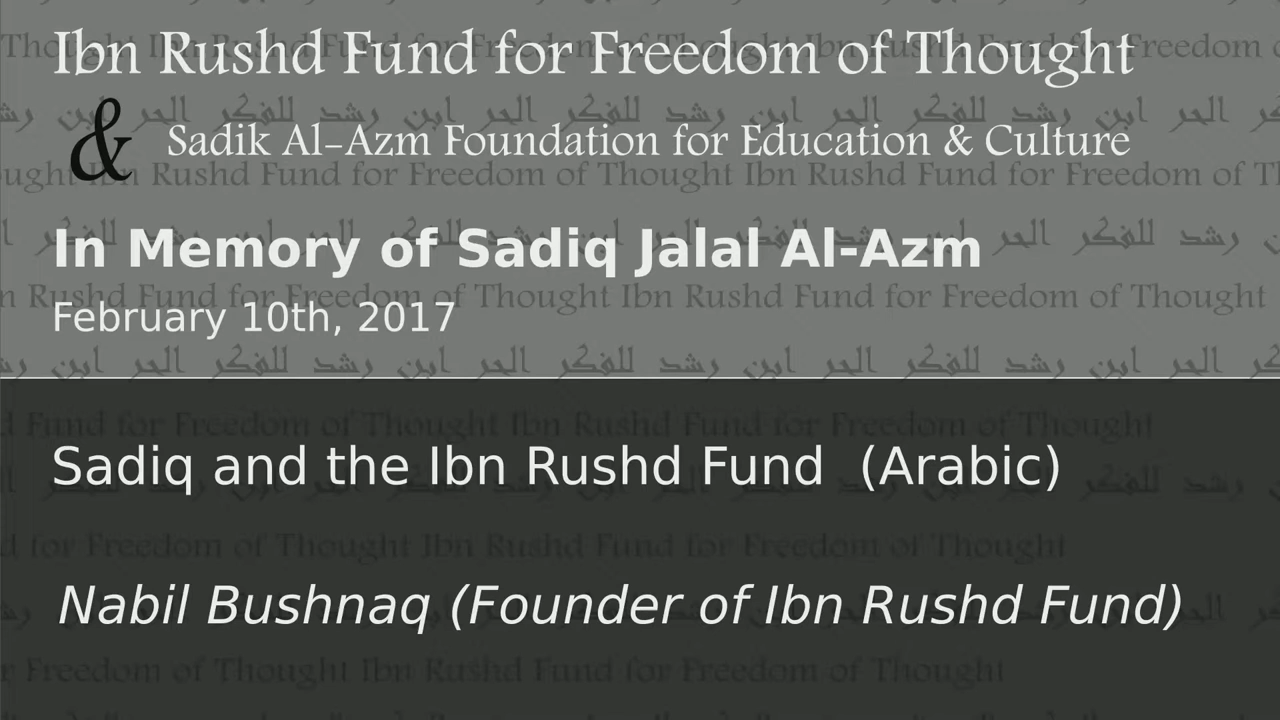 Ibn Rushd Fund for Freedom of Thought
& Sadik Al-Azm Foundation for Education & Culture
In Memory of Sadiq Jalal Al-Azm
February 10th, 2017
Sadiq and the Ibn Rushd Fund (Arabic)
Nabil Bushnaq (Founder of Ibn Rushd Fund)